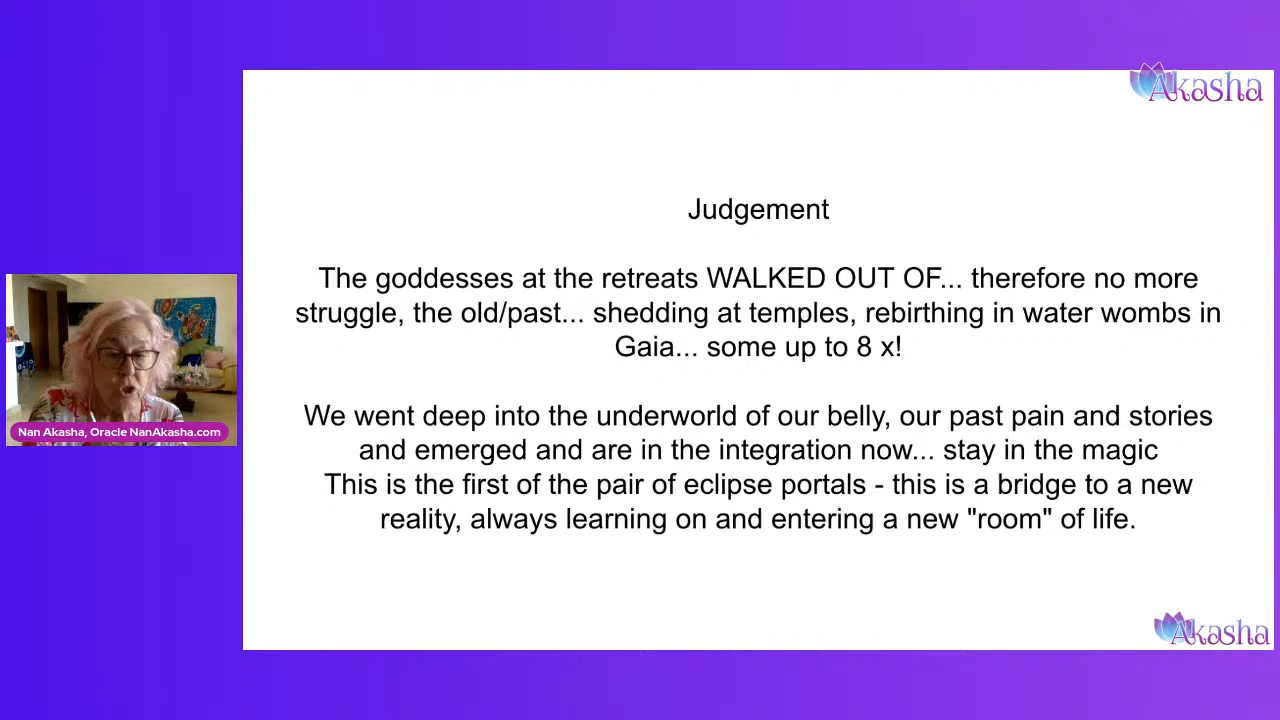 Akasha
Judgement
The goddesses at the retreats WALKED OUT OF... therefore no more
struggle, the old/past... shedding at temples, rebirthing in water wombs in
Gaia... some up to 8 x!
We went deep into the underworld of our belly, our past pain and stories
and emerged and are in the integration now... stay in the magic
This is the first of the pair of eclipse portals - this is a bridge to a new
reality, always learning on and entering a new "room" of life.
Nan Akasha, Oracle NanAkasha.com
Akasha